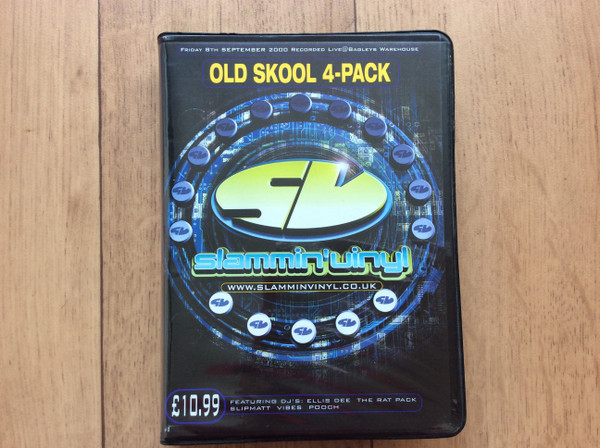 Friday 8th September 2000 Recorded Live@Bagleys Warehouse
OLD SKOOL 4-PACK
SV
slammin'vinyl
www.slamminvinyl.co.uk
£10.99
Featuring DJ's: Ellis Dee The Rat Pack
Slipmatt Vibes Pooch